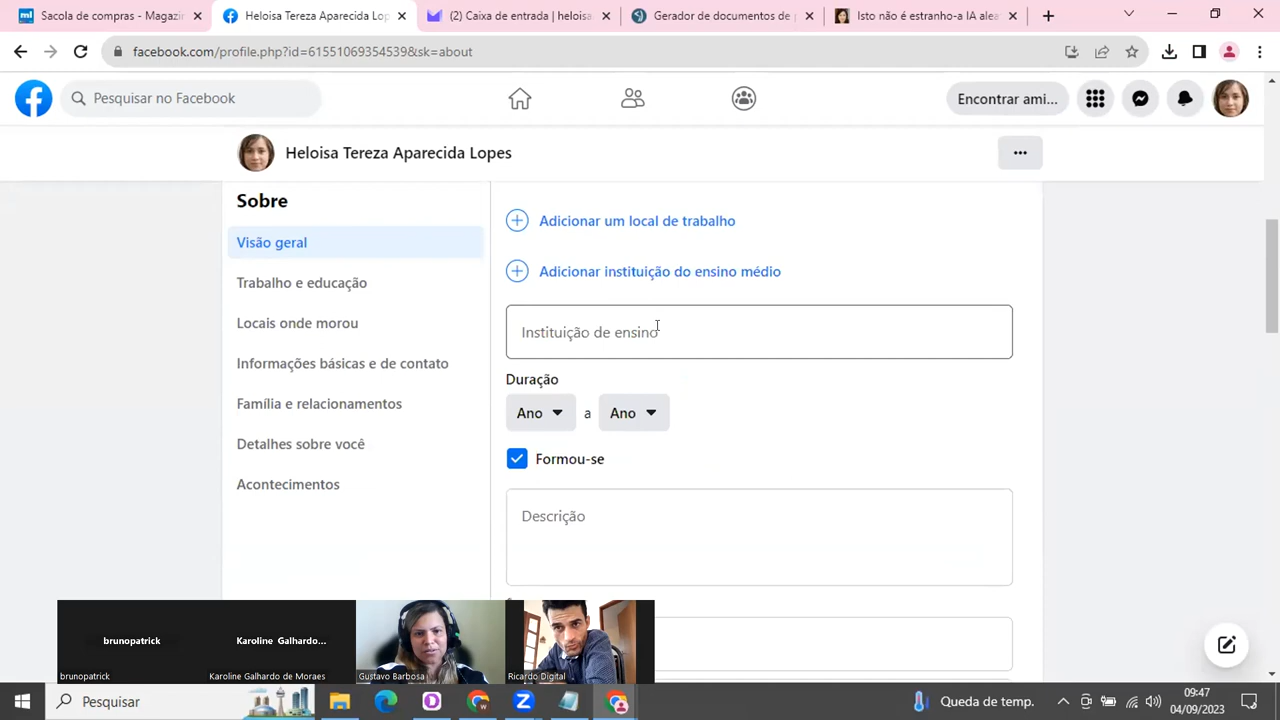 Sacola de compras - Magazin
Heloisa Tereza Aparecida Lop
(2) Caixa de entrada | heloisa
Gerador de documentos de p
Isto não é estranho-a IA alea
facebook.com/profile.php?id=61551069354539&sk=about
Pesquisar no Facebook
Encontrar ami...
Heloisa Tereza Aparecida Lopes
Sobre
Visão geral
Trabalho e educação
Locais onde morou
Informações básicas e de contato
Família e relacionamentos
Detalhes sobre você
Acontecimentos
Adicionar um local de trabalho
Adicionar instituição do ensino médio
Instituição de ensino
Duração
Ano a Ano
Formou-se
Descrição
brunopatrick
Karoline Galhardo...
brunopatrick
Karoline Galhardo de Moraes
Gustavo Barbosa
Ricardo Digital
Pesquisar
Queda de temp.
09:47
04/09/2023